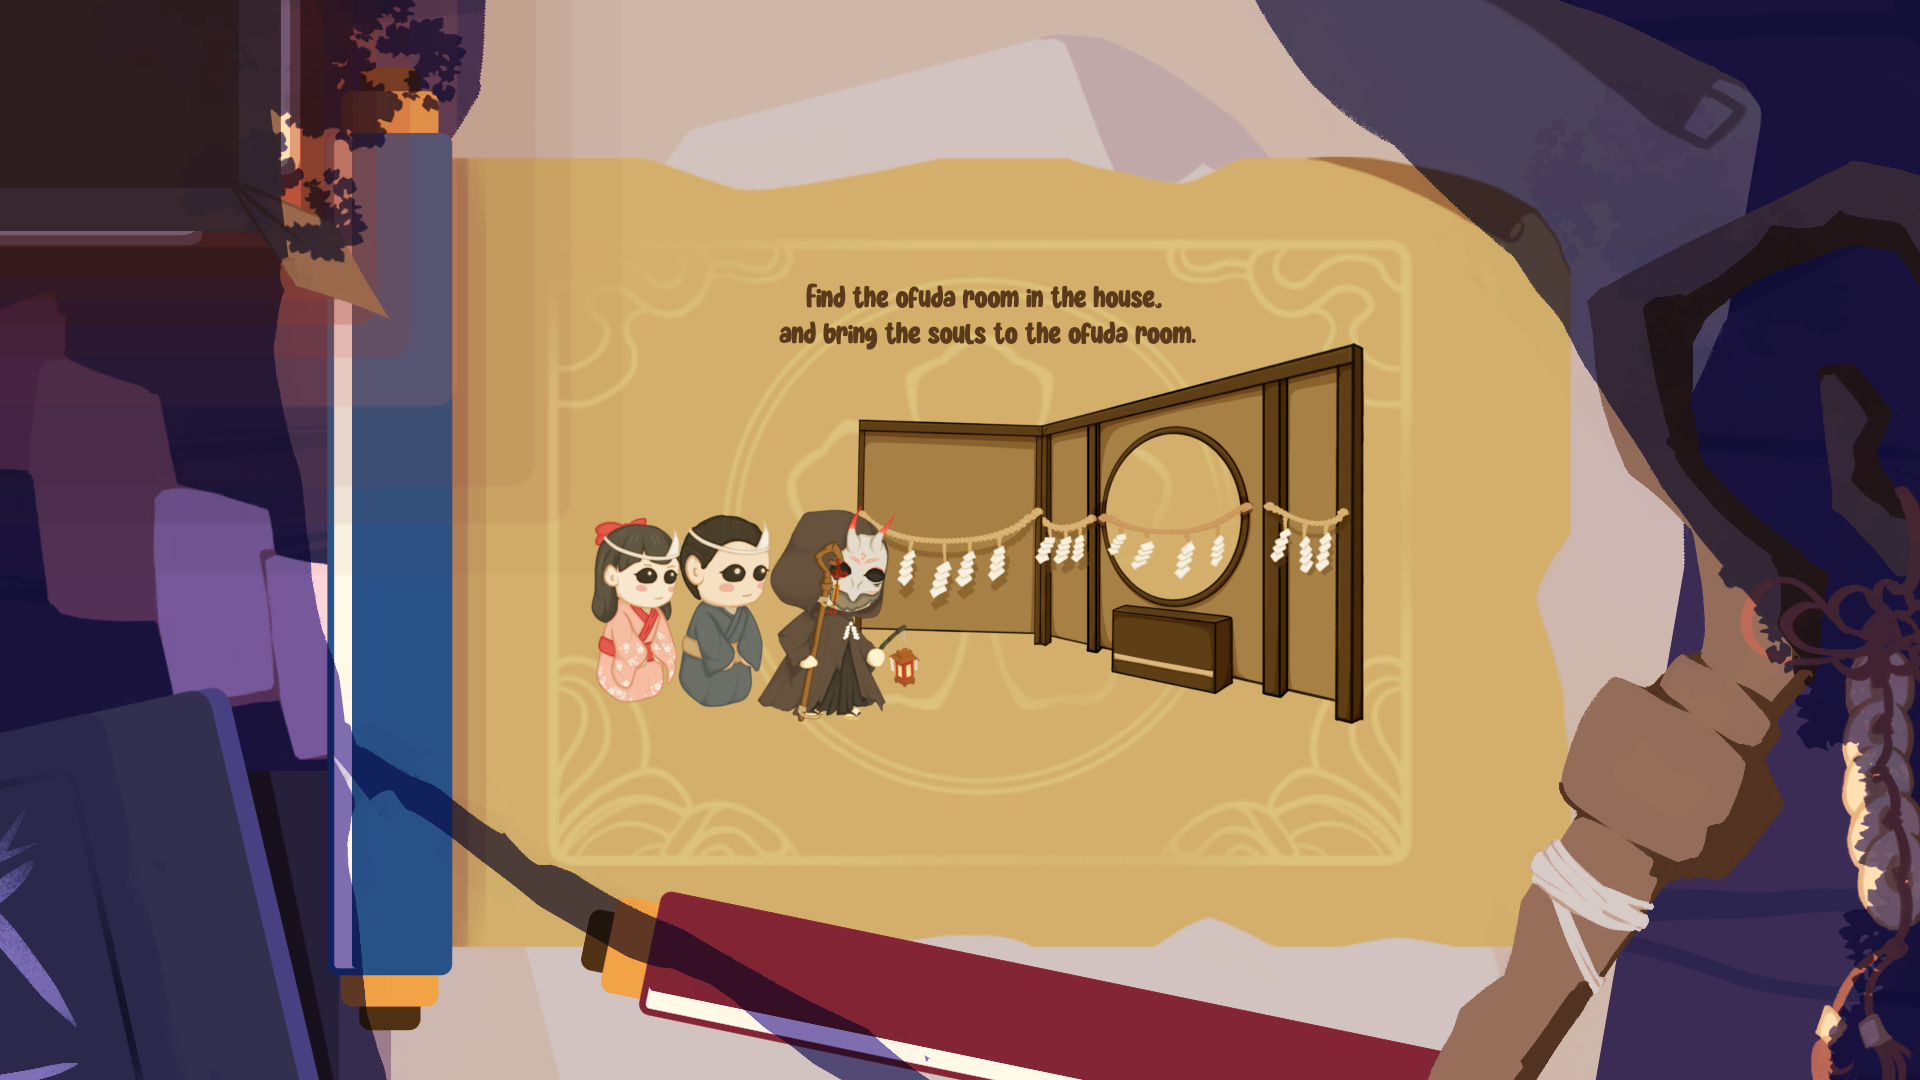 Find the ofuda room in the house.
and bring the souls to the ofuda room.